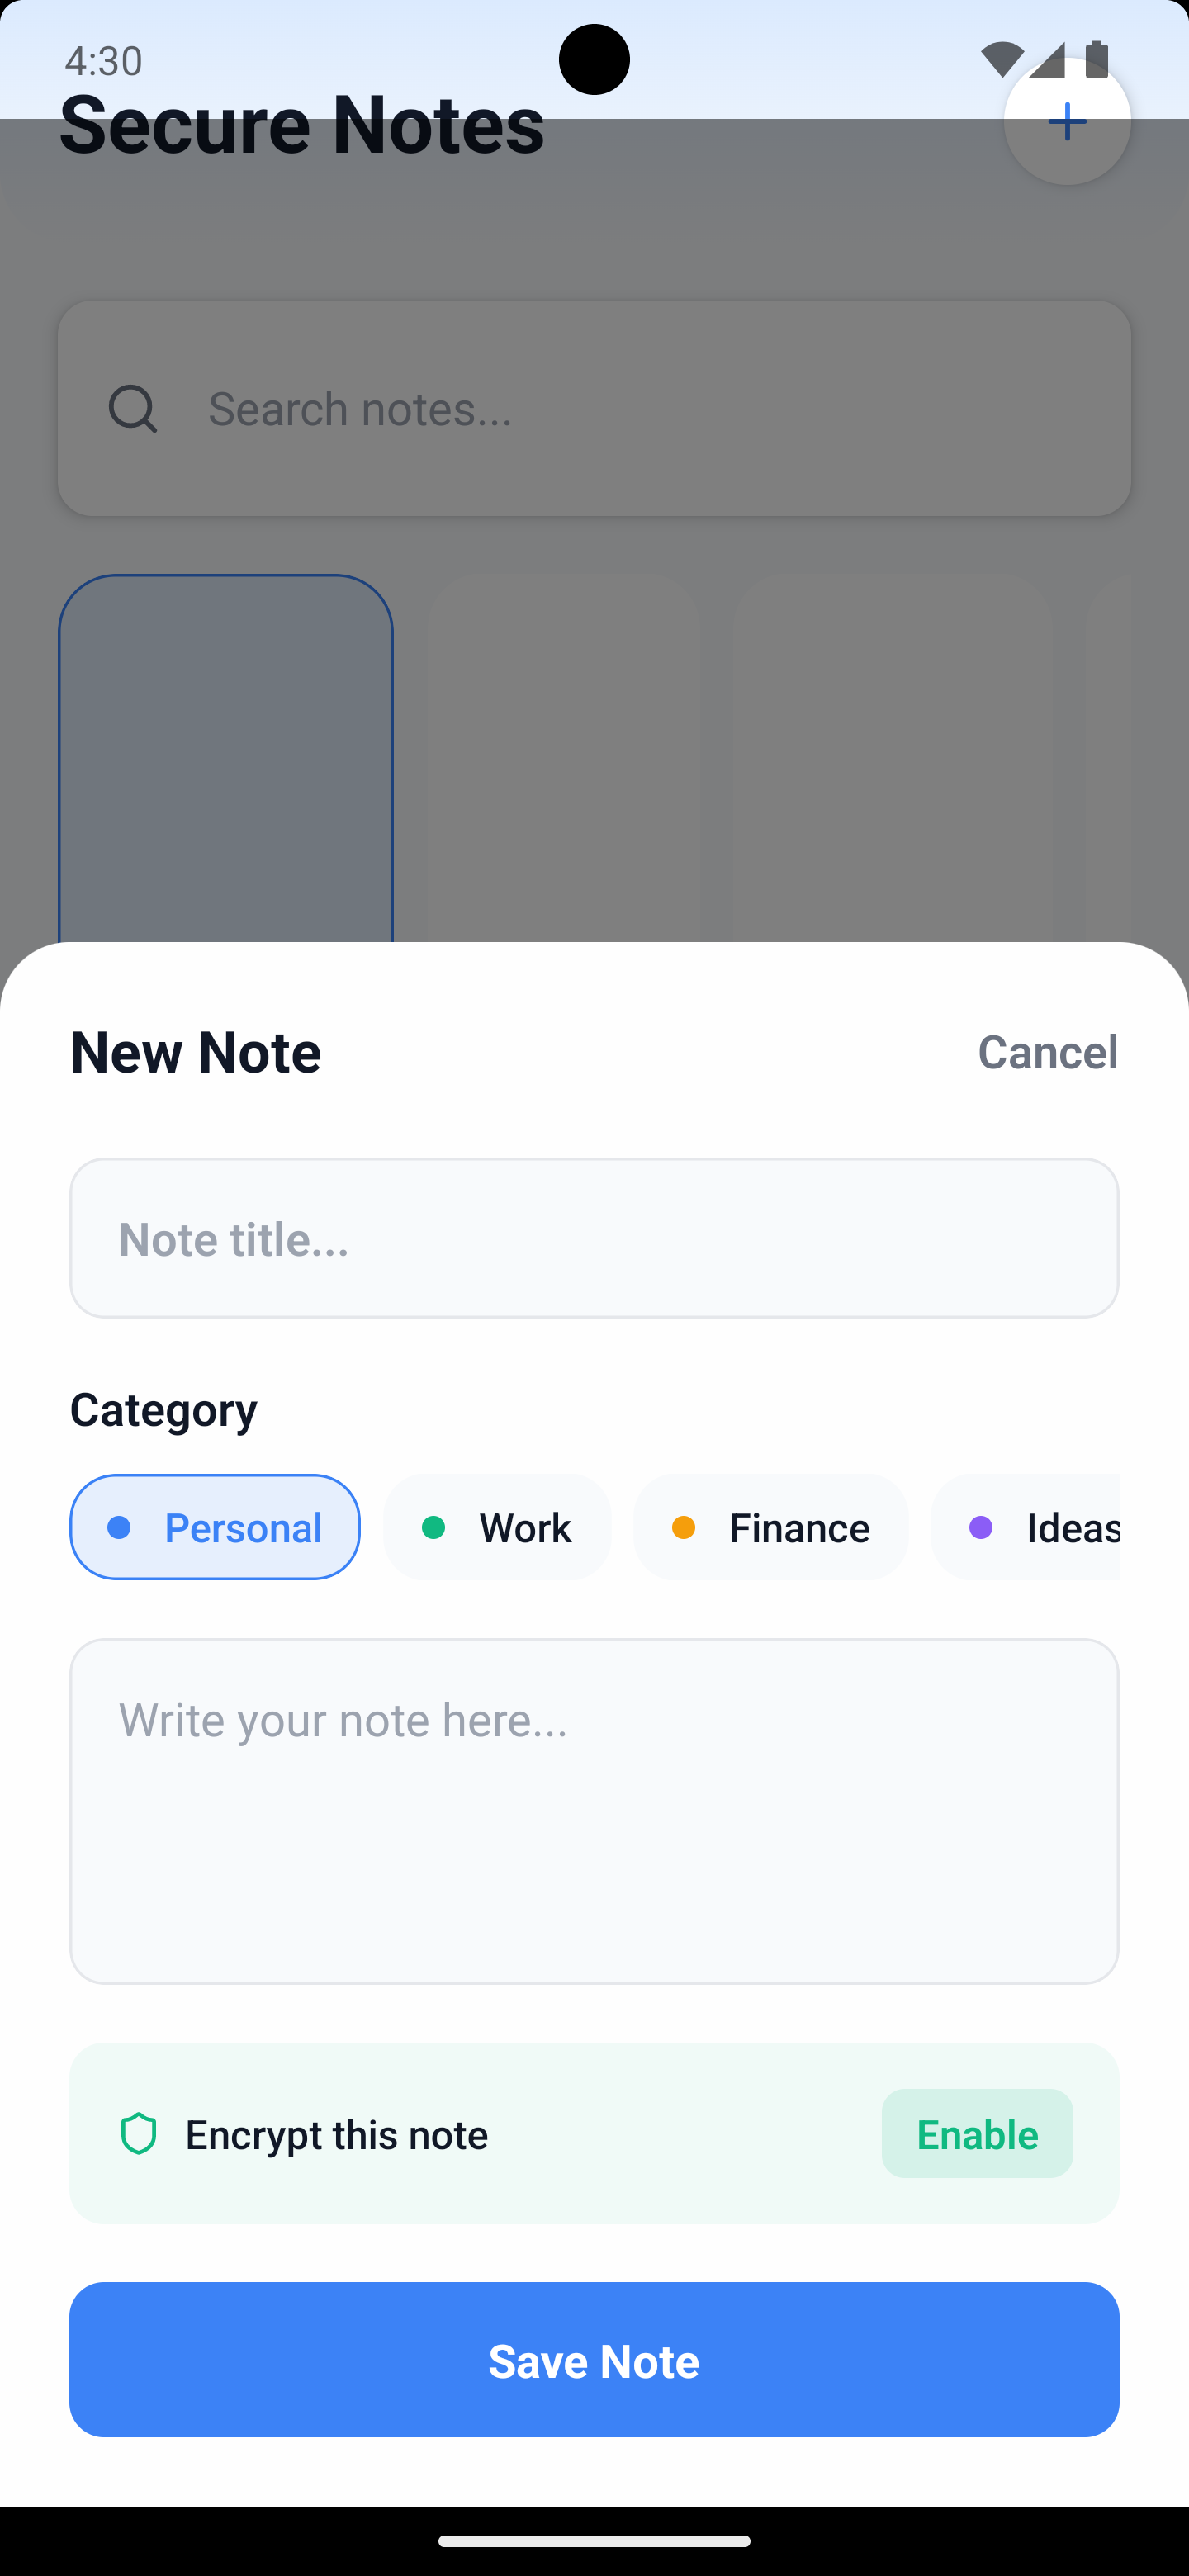 4:30
Secure Notes
Search notes...
New Note
Cancel
Note title...
Category
Personal
Work
Finance
Ideas
Write your note here...
Encrypt this note
Enable
Save Note